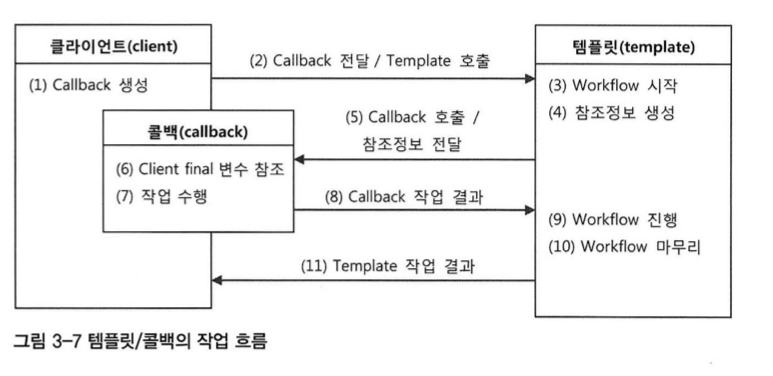 클라이언트(client)
(1) Callback 생성
(2) Callback 전달 / Template 호출
템플릿(template)
(3) Workflow 시작
(4) 참조정보 생성
(5) Callback 호출 /
참조정보 전달
콜백(callback)
(6) Client final 변수 참조
(7) 작업 수행
(8) Callback 작업 결과
(9) Workflow 진행
(10) Workflow 마무리
(11) Template 작업 결과
그림 3–7 템플릿/콜백의 작업 흐름